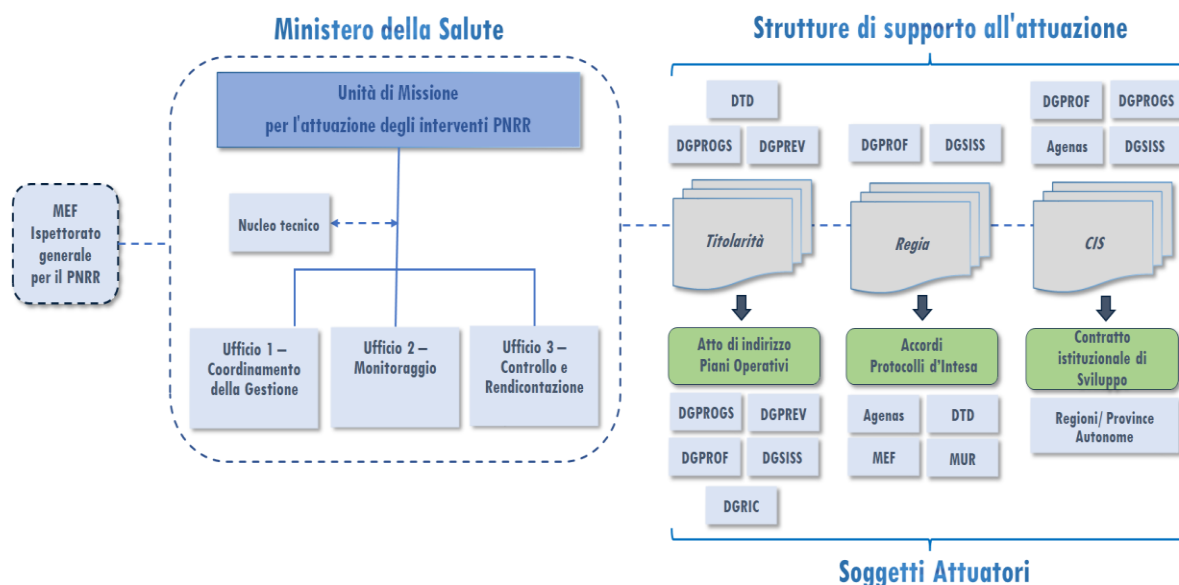 Ministero della Salute
Strutture di supporto all'attuazione
MEF
Ispettorato
generale
per il PNRR
Unità di Missione
per l'attuazione degli interventi PNRR
Nucleo tecnico
Ufficio 1 –
Coordinamento
della Gestione
Ufficio 2 –
Monitoraggio
Ufficio 3 –
Controllo e
Rendicontazione
DTD
DGPROGS
DGPREV
Titolarità
Atto di indirizzo
Piani Operativi
DGPROGS
DGPREV
DGPROF
DGSISS
DGRIC
DGPROF
DGSISS
Regia
Accordi
Protocolli d'Intesa
Agenas
DTD
MEF
MUR
DGPROF
DGPROGS
Agenas
DGSISS
CIS
Contratto
istituzionale di
Sviluppo
Regioni/ Province
Autonome
Soggetti Attuatori